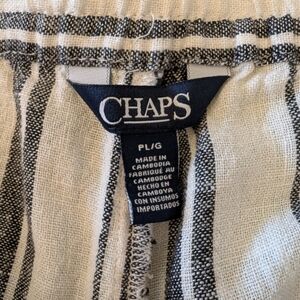 CHAPS
PL/G
MADE IN
CAMBODIA
FABRIQUÉ AU
CAMBODGE
HECHO EN
CAMBOYA
CON INSUMOS
IMPORTADOS